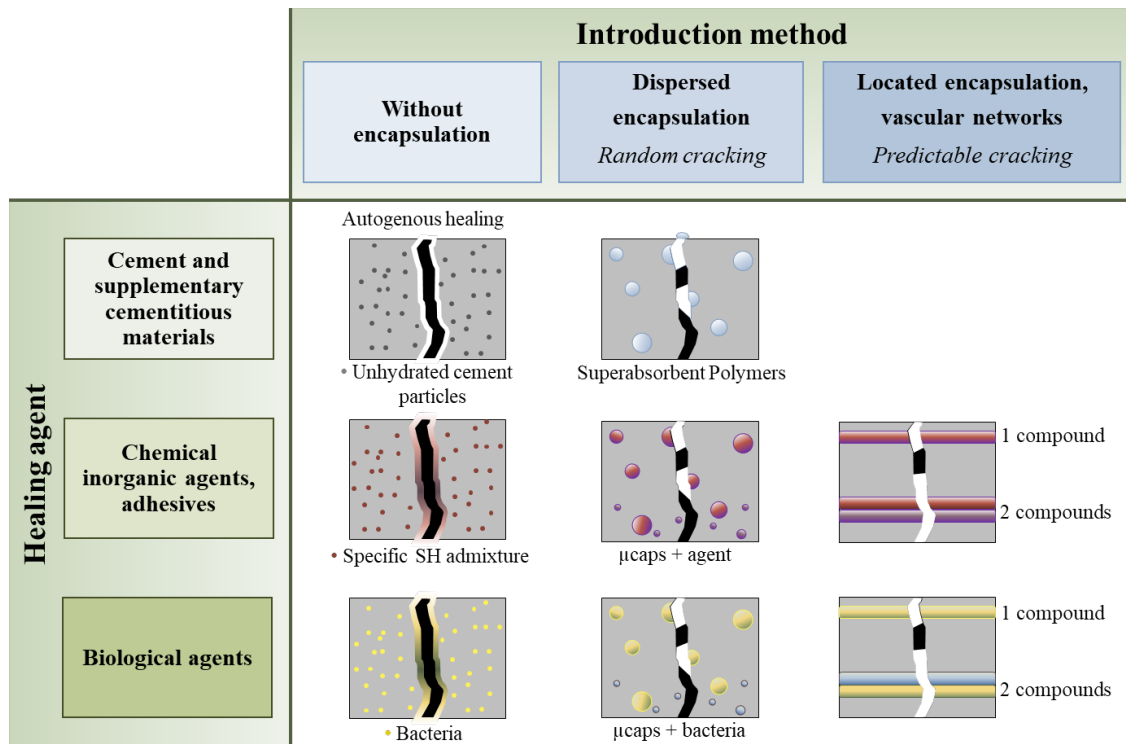 Introduction method
Without
encapsulation
Dispersed
encapsulation
Random cracking
Located encapsulation,
vascular networks
Predictable cracking
Healing agent
Cement and
supplementary
cementitious
materials
Autogenous healing
• Unhydrated cement
particles
Superabsorbent Polymers
Chemical
inorganic agents,
adhesives
• Specific SH admixture
µcaps + agent
1 compound
2 compounds
Biological agents
• Bacteria
µcaps + bacteria
1 compound
2 compounds